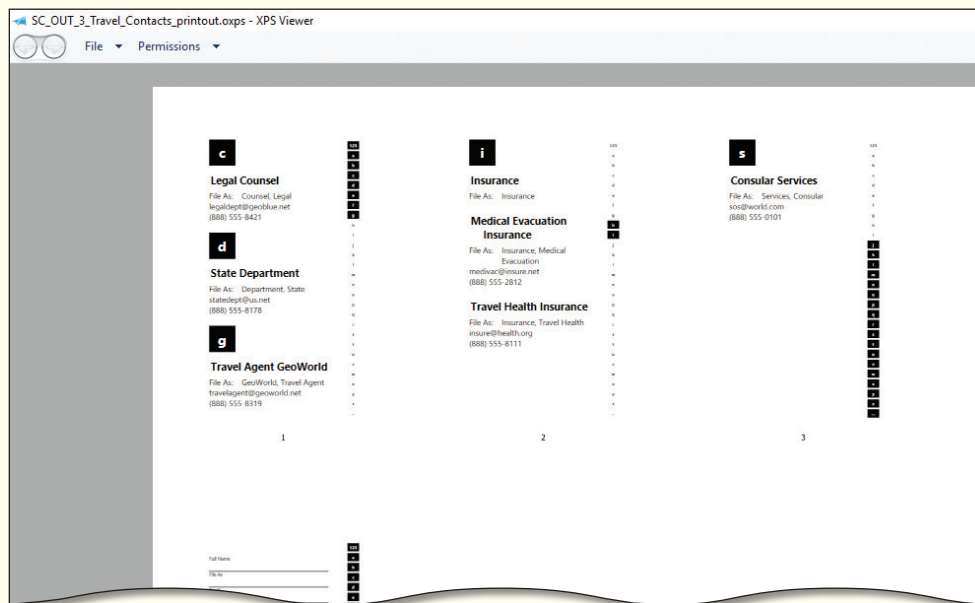 SC_OUT_3_Travel_Contacts_printout.oxps - XPS Viewer
File Permissions
c
Legal Counsel
File As: Counsel, Legal
legaldept@geoblue.net
(888) 555-8421
d
State Department
File As: Department, State
statedept@us.net
(888) 555-8178
g
Travel Agent GeoWorld
File As: GeoWorld, Travel Agent
travelagent@geoworld.net
(888) 555-8319
1
i
Insurance
File As: Insurance
Medical Evacuation
Insurance
File As: Insurance, Medical
Evacuation
medivac@insure.net
(888) 555-2812
Travel Health Insurance
File As: Insurance, Travel Health
insure@health.org
(888) 555-8111
2
s
Consular Services
File As: Services, Consular
sos@world.com
(888) 555-0101
3
Full Name
File As